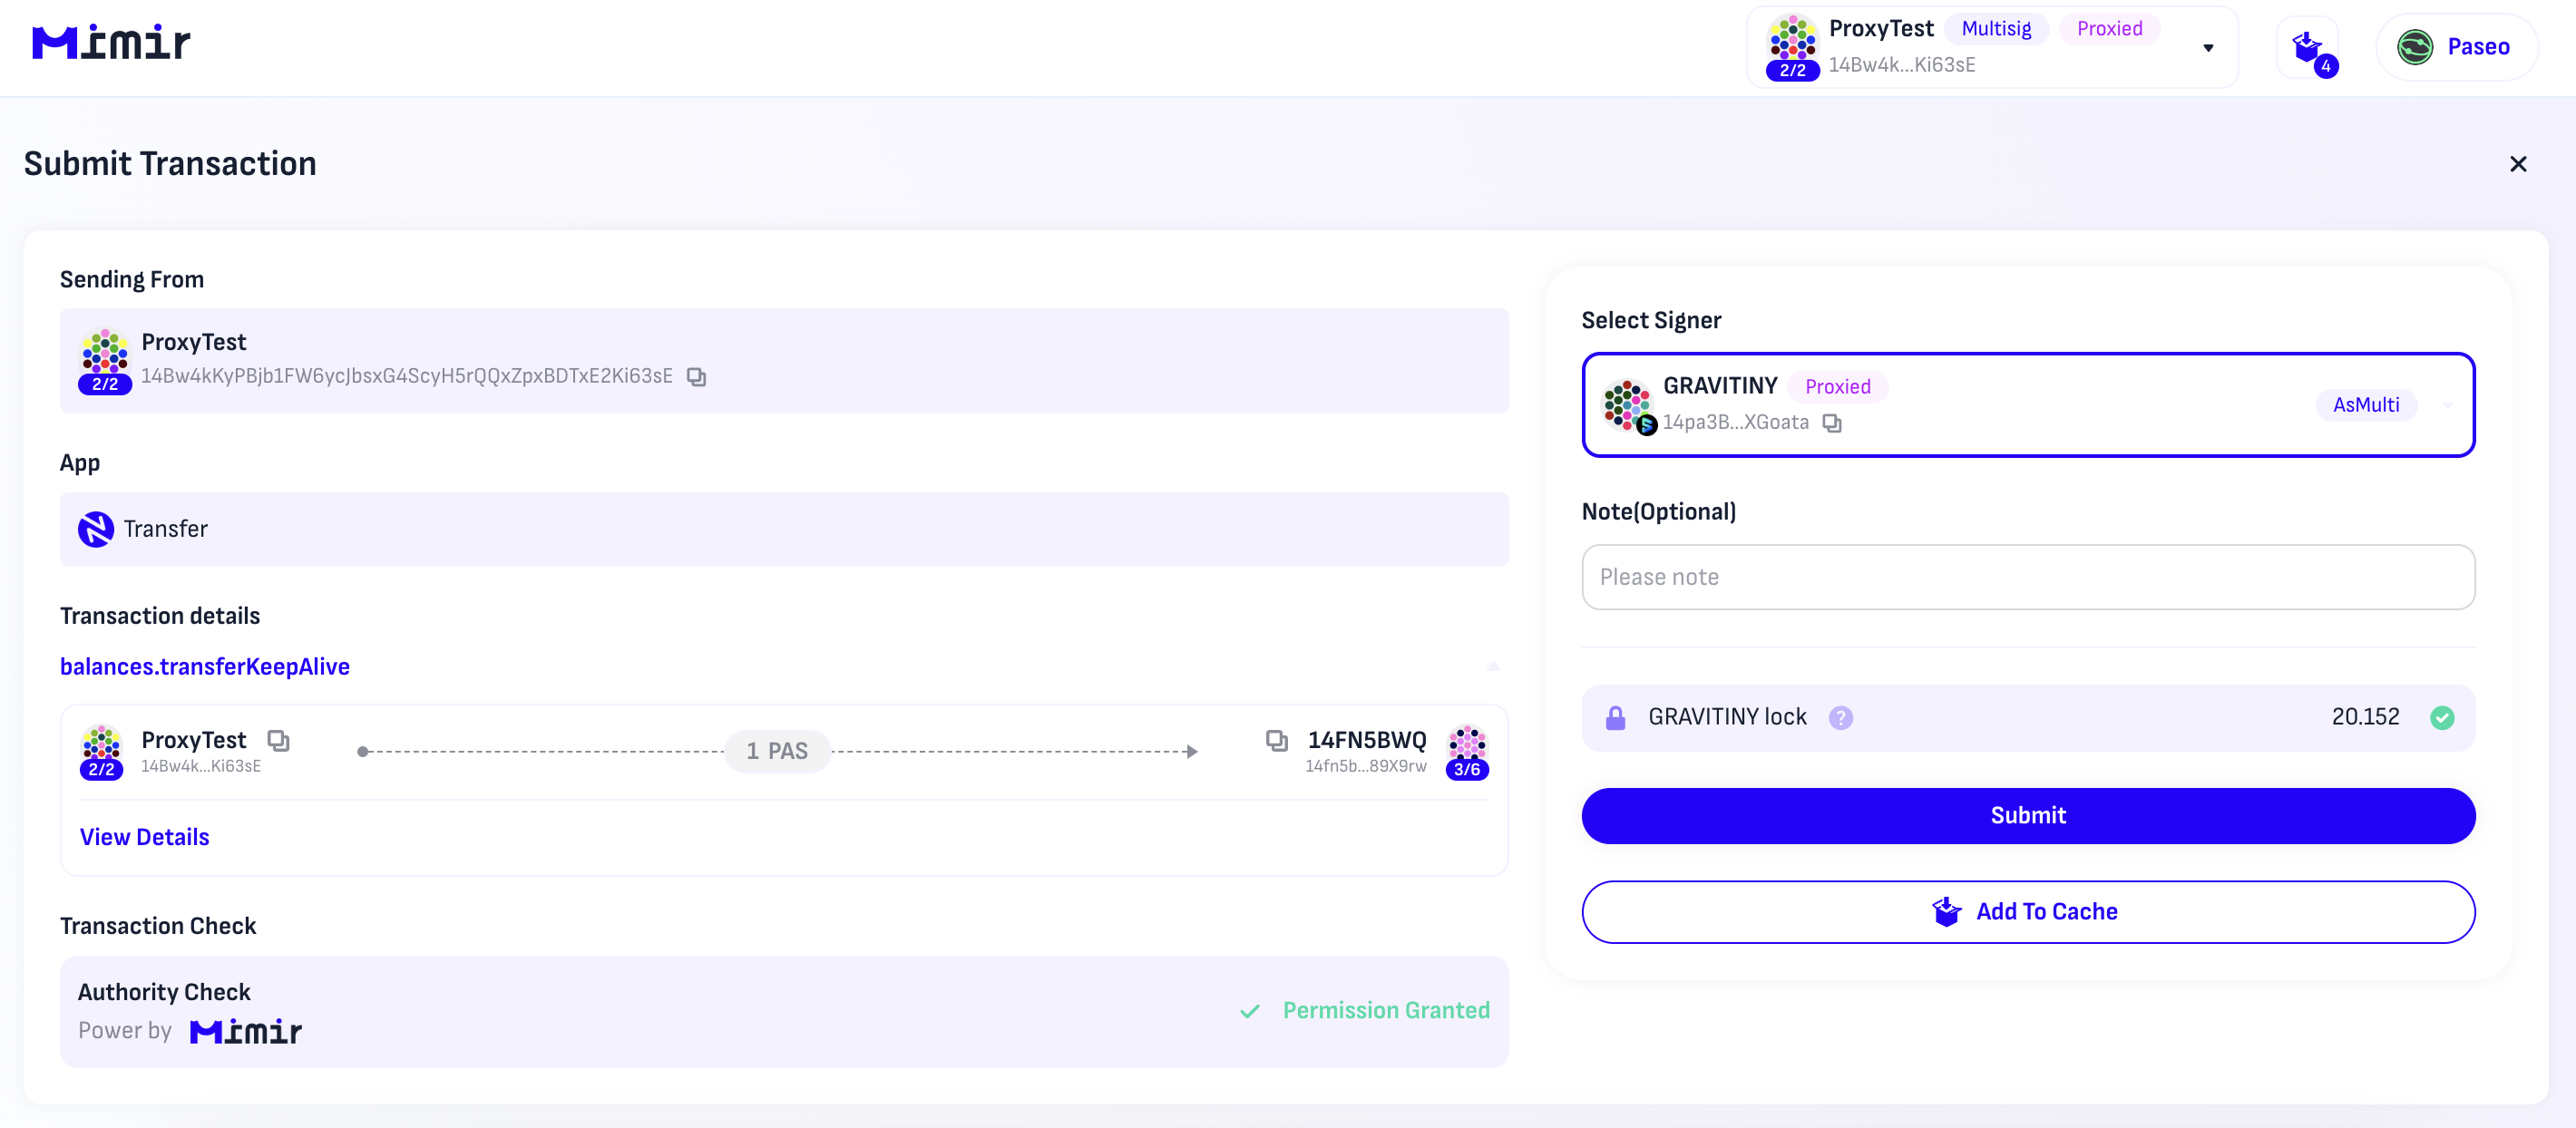 Mimir
ProxyTest Multisig Proxied
2/2
14Bw4k...Ki63sE
4
Paseo
Submit Transaction
Sending From
ProxyTest
2/2
14Bw4kKyPBjb1FW6ycJbsxG4ScyH5rQQxZpxBDTxE2Ki63sE
App
Transfer
Transaction details
balances.transferKeepAlive
ProxyTest
2/2
14Bw4k...Ki63sE
1 PAS
14FN5BWQ
14fn5b...89X9rw
3/6
View Details
Transaction Check
Authority Check
Power by Mimir
Permission Granted
Select Signer
GRAVITINY Proxied
14pa3B...XGoata
AsMulti
Note(Optional)
Please note
GRAVITINY lock ?
20.152
Submit
Add To Cache